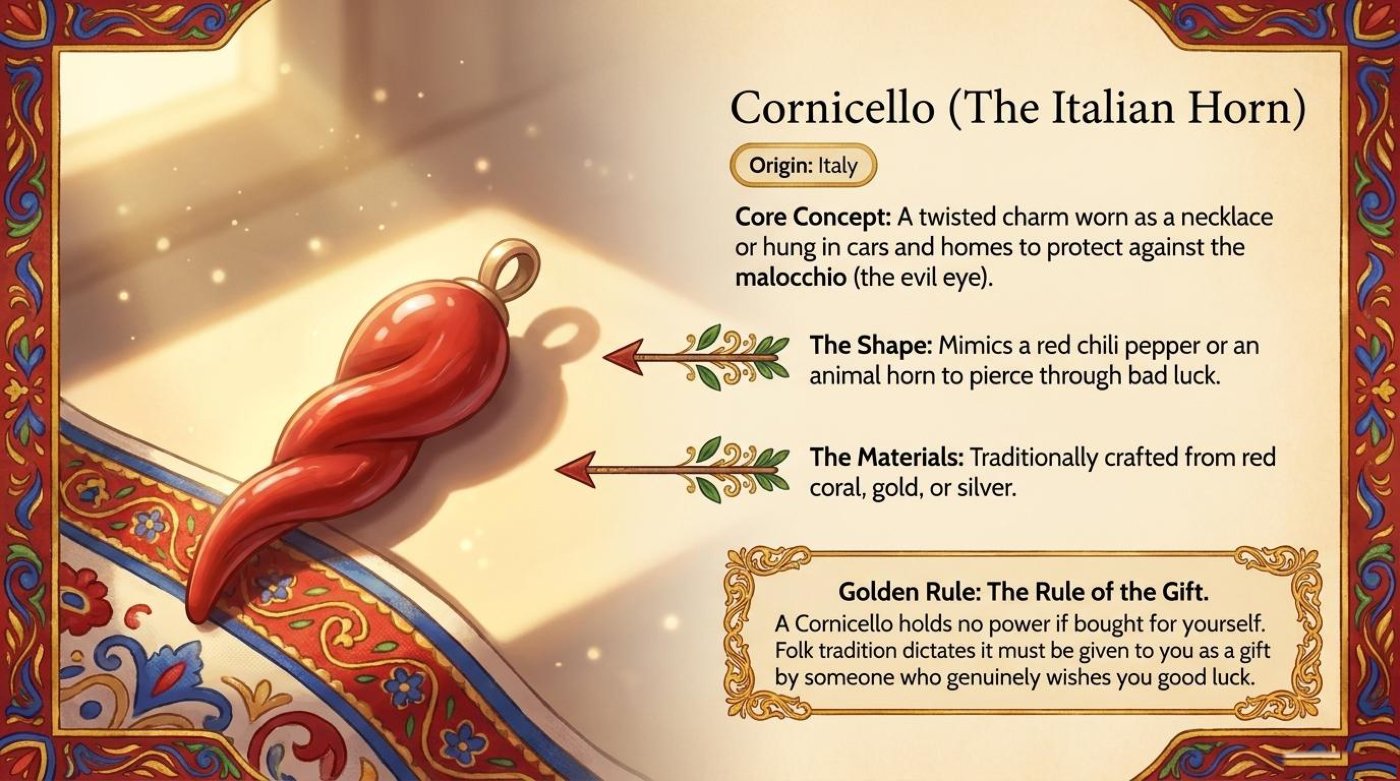 Cornicello (The Italian Horn)
Origin: Italy
Core Concept: A twisted charm worn as a necklace
or hung in cars and homes to protect against the
malocchio (the evil eye).
The Shape: Mimics a red chili pepper or an
animal horn to pierce through bad luck.
The Materials: Traditionally crafted from red
coral, gold, or silver.
Golden Rule: The Rule of the Gift.
A Cornicello holds no power if bought for yourself.
Folk tradition dictates it must be given to you as a gift
by someone who genuinely wishes you good luck.